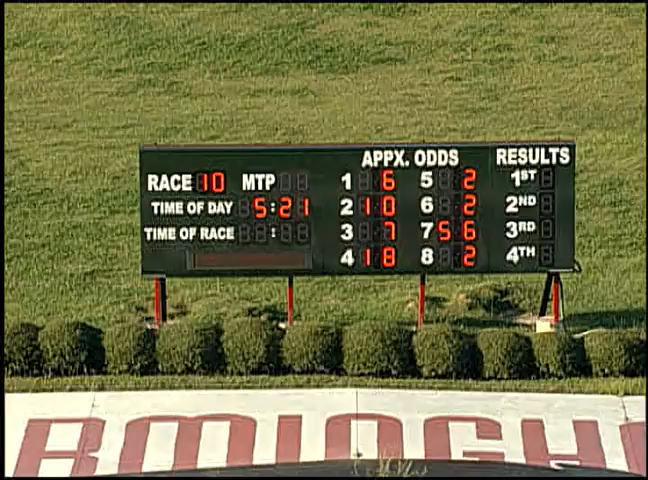 APPX. ODDS RESULTS
RACE 10 MTP 1 6 5 2 1ST
TIME OF DAY 5:21 2 10 6 2 2ND
TIME OF RACE : 3 7 7 56 3RD
4 18 8 2 4TH
RMINGH